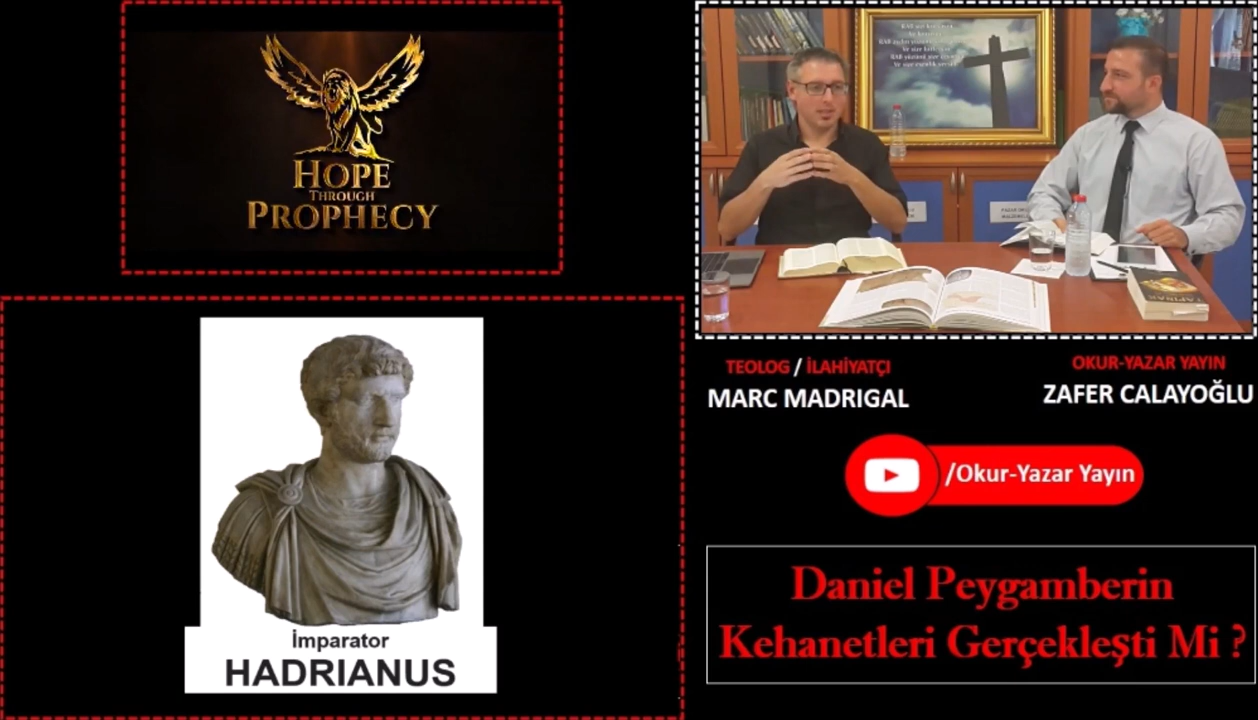 HOPE
THROUGH
PROPHECY
TEOLOG / İLAHİYATÇI
MARC MADRIGAL
OKUR-YAZAR YAYIN
ZAFER CALAYOĞLU
/Okur-Yazar Yayın
İmparator
HADRIANUS
Daniel Peygamberin
Kehanetleri Gerçekleşti Mi ?